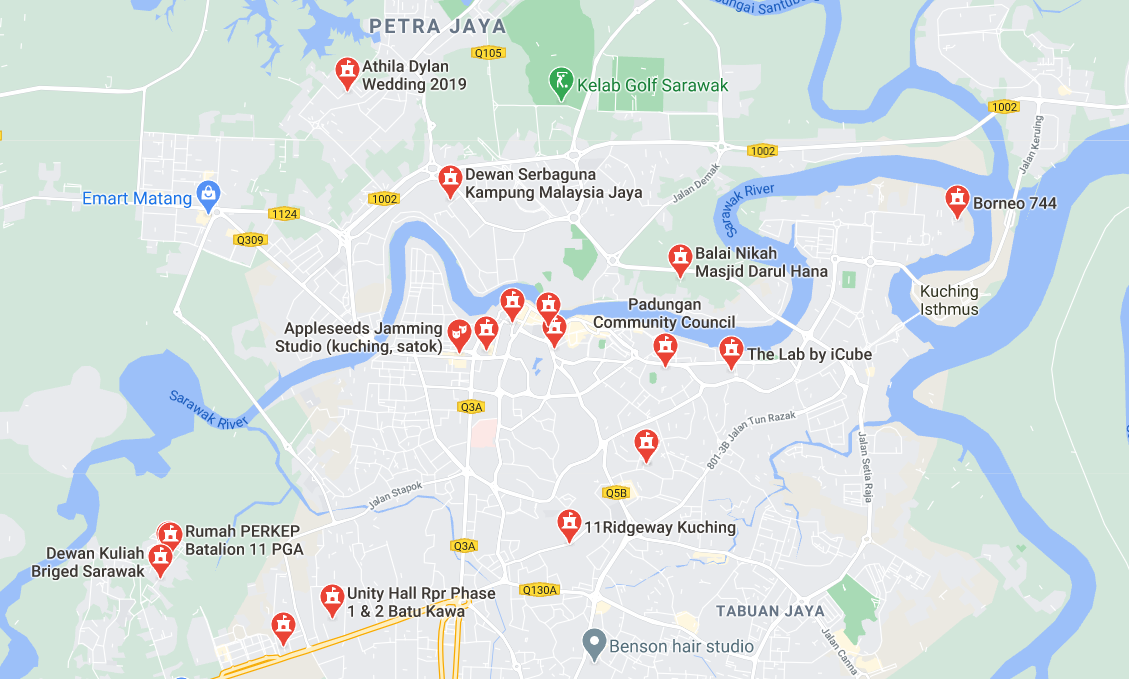 Sungai Santubong
PETRA JAYA
Q105
Athila Dylan
Wedding 2019
Kelab Golf Sarawak
1002
Jalan Keruing
1002
Dewan Serbaguna
Kampung Malaysia Jaya
Jalan Demak
Emart Matang
1002
1124
Sarawak River
Borneo 744
Q309
Balai Nikah
Masjid Darul Hana
Kuching
Isthmus
Padungan
Community Council
Appleseeds Jamming
Studio (kuching, satok)
The Lab by iCube
Sarawak River
Q3A
801-3B Jalan Tun Razak
Jalan Setia Raja
Jalan Stapok
Q5B
11Ridgeway Kuching
Rumah PERKEP
Batalion 11 PGA
Dewan Kuliah
Briged Sarawak
Q3A
Q130A
Unity Hall Rpr Phase
1 & 2 Batu Kawa
TABUAN JAYA
Benson hair studio
Jalan Canna